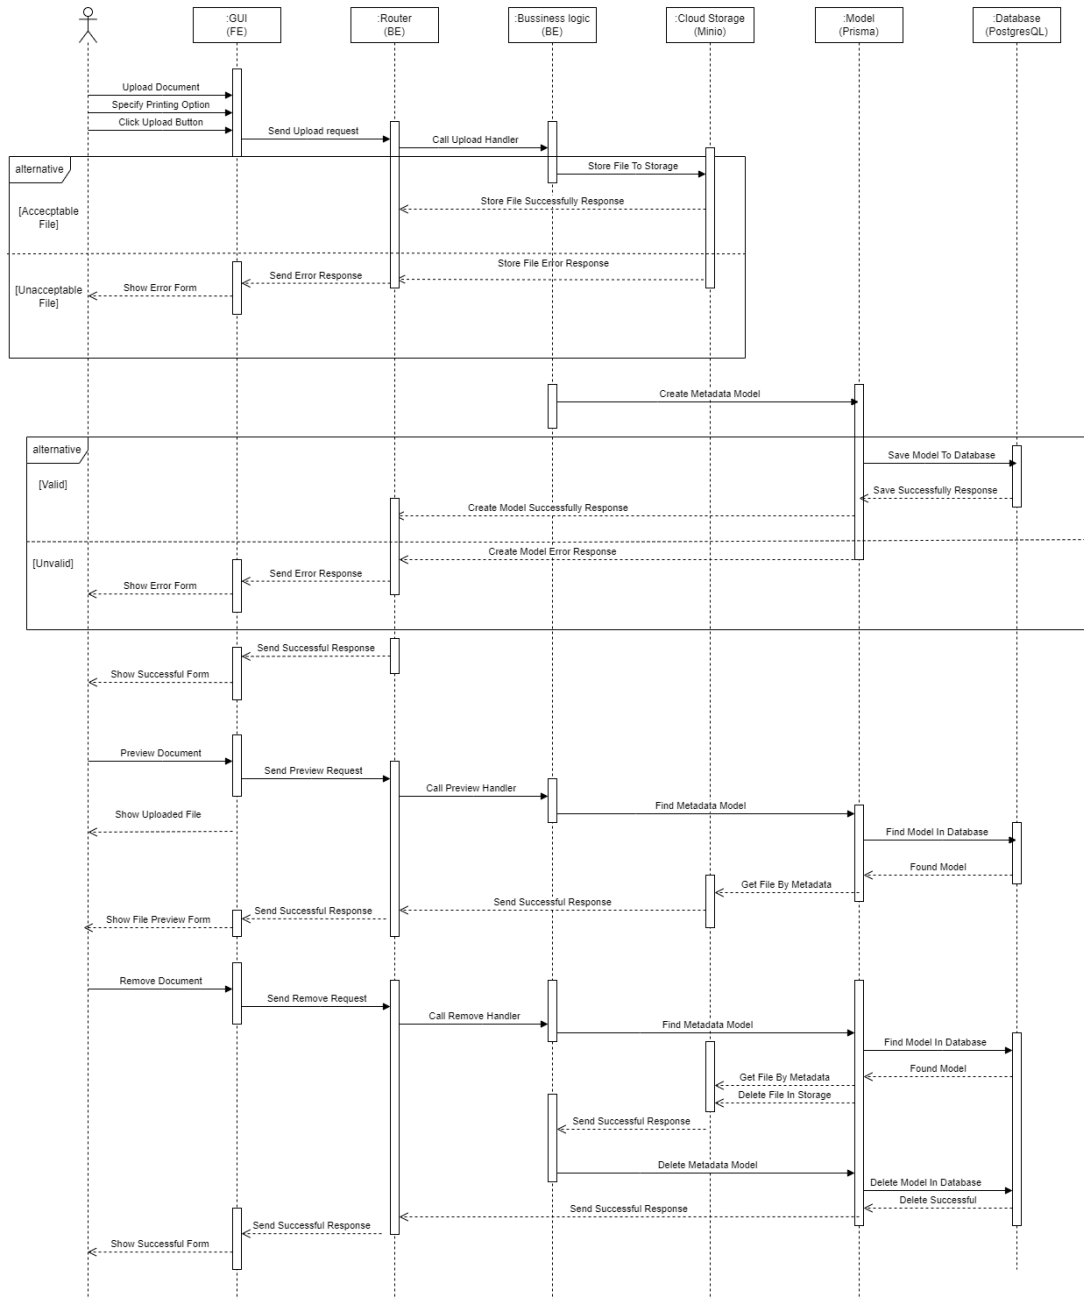 :GUI
(FE)
:Router
(BE)
:Bussiness logic
(BE)
:Cloud Storage
(Minio)
:Model
(Prisma)
:Database
(PostgresQL)
Upload Document
Specify Printing Option
Click Upload Button
Send Upload request
Call Upload Handler
alternative
Store File To Storage
[Accecptable
File]
Store File Successfully Response
Store File Error Response
Send Error Response
[Unacceptable
File]
Show Error Form
Create Metadata Model
alternative
Save Model To Database
[Valid]
Save Successfully Response
Create Model Successfully Response
Create Model Error Response
[Unvalid]
Send Error Response
Show Error Form
Send Successful Response
Show Successful Form
Preview Document
Send Preview Request
Call Preview Handler
Find Metadata Model
Show Uploaded File
Find Model In Database
Found Model
Get File By Metadata
Send Successful Response
Send Successful Response
Show File Preview Form
Remove Document
Send Remove Request
Call Remove Handler
Find Metadata Model
Find Model In Database
Found Model
Get File By Metadata
Delete File In Storage
Send Successful Response
Delete Metadata Model
Delete Model In Database
Delete Successful
Send Successful Response
Send Successful Response
Show Successful Form